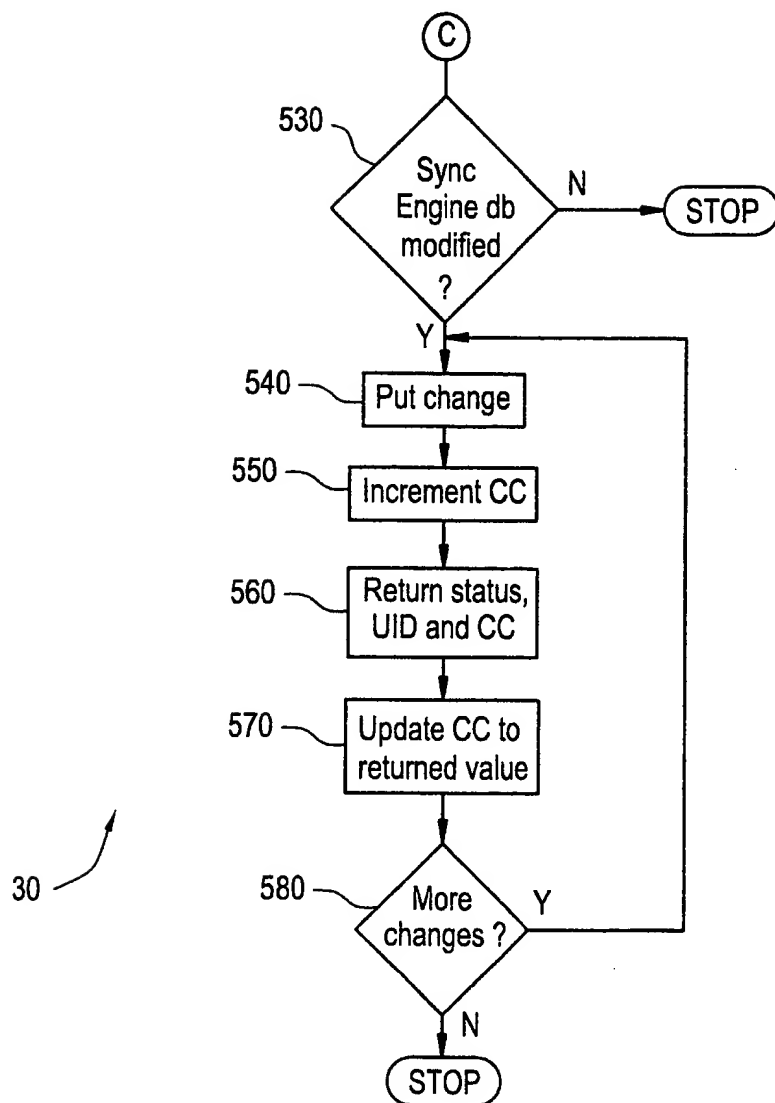 C
530
Sync
Engine db
modified
?
N
STOP
Y
540
Put change
550
Increment CC
560
Return status,
UID and CC
570
Update CC to
returned value
30
580
More
changes ?
Y
N
STOP